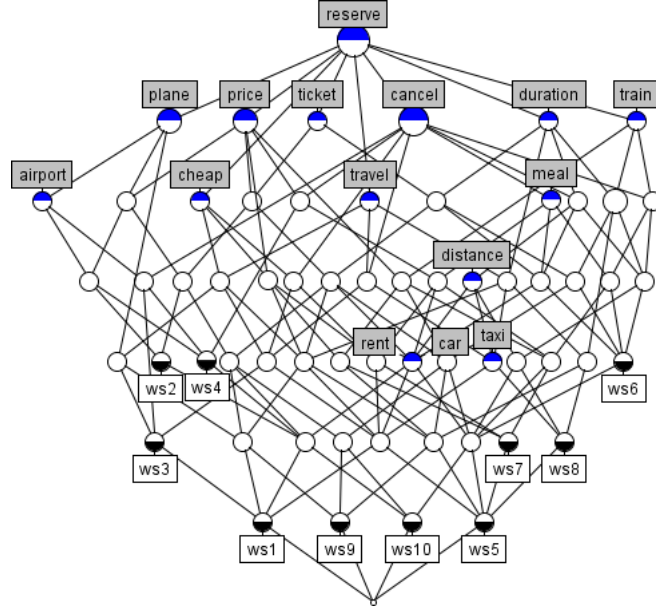 reserve
plane
price
ticket
cancel
duration
train
airport
cheap
travel
meal
distance
rent
car
taxi
ws2
ws4
ws6
ws3
ws7
ws8
ws1
ws9
ws10
ws5